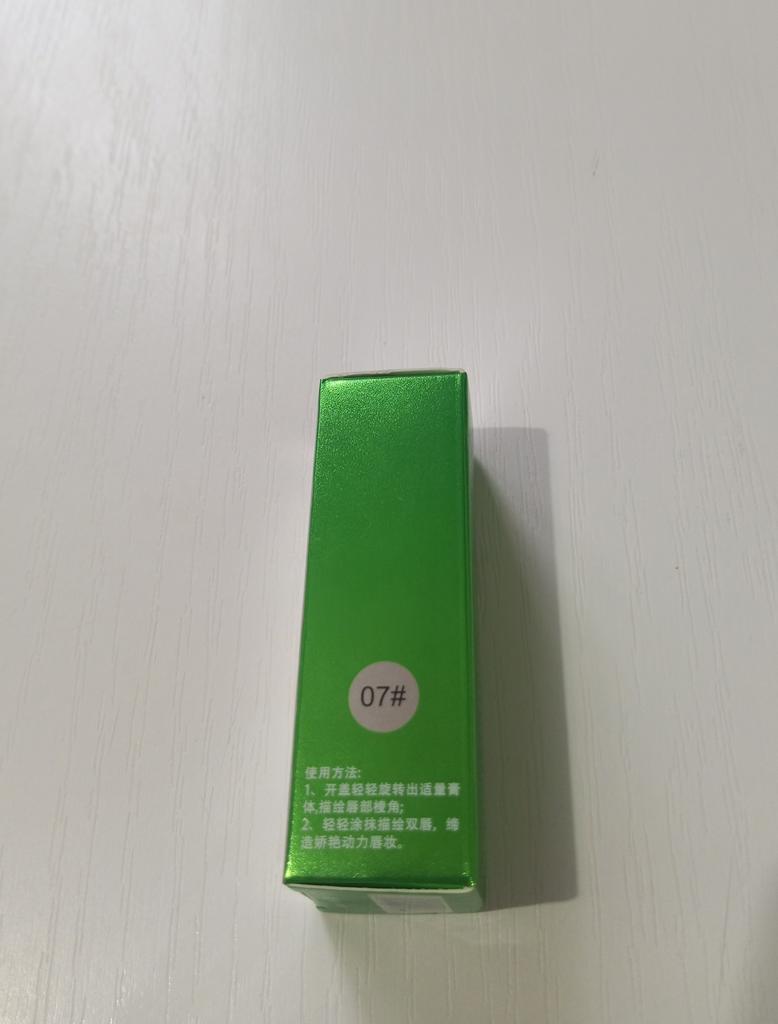 07#
使用方法:
1、开盖轻轻旋转出适量膏
体,描绘唇部棱角;
2、轻轻涂抹描绘双唇，缔
造娇艳动力唇妆。